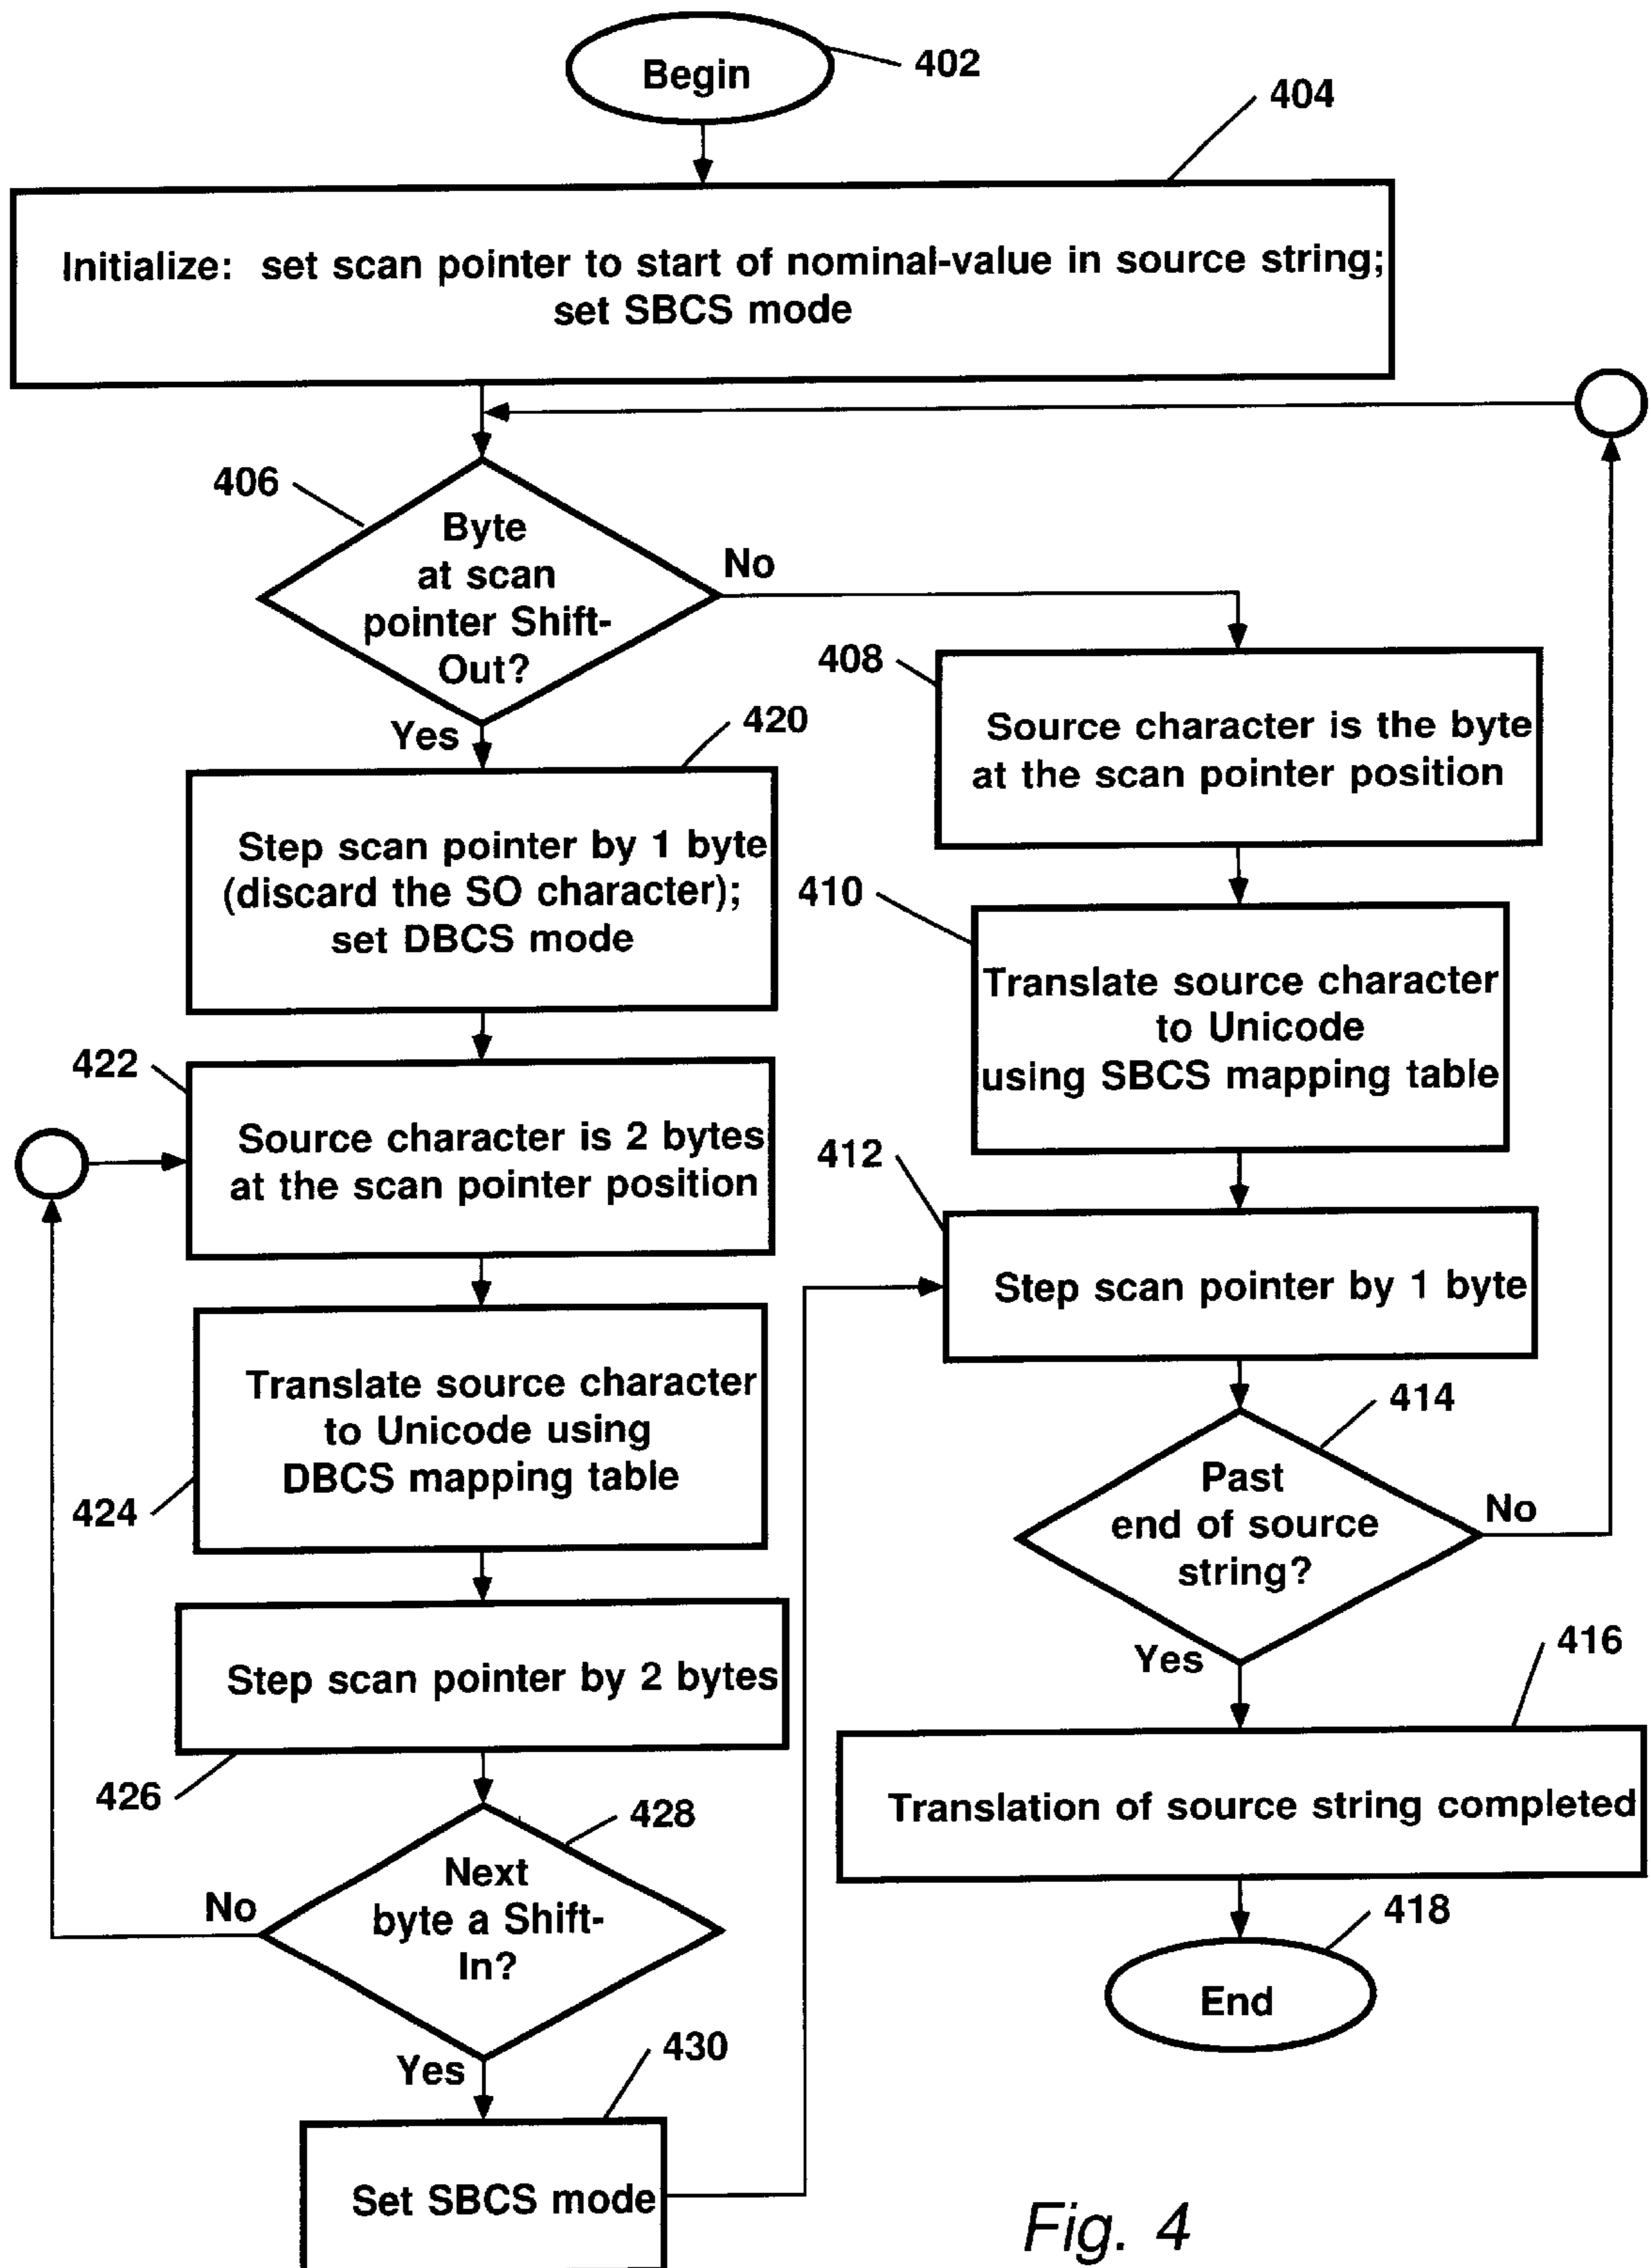 Begin
402
404
Initialize: set scan pointer to start of nominal-value in source string;
set SBCS mode
406
Byte
at scan
pointer Shift-
Out?
No
Yes
408
Source character is the byte
at the scan pointer position
420
Step scan pointer by 1 byte
(discard the SO character);
set DBCS mode
410
Translate source character
to Unicode
using SBCS mapping table
422
Source character is 2 bytes
at the scan pointer position
412
Step scan pointer by 1 byte
424
Translate source character
to Unicode using
DBCS mapping table
414
Past
end of source
string?
No
Yes
426
Step scan pointer by 2 bytes
416
Translation of source string completed
428
Next
byte a Shift-
In?
No
Yes
418
End
430
Set SBCS mode
Fig. 4